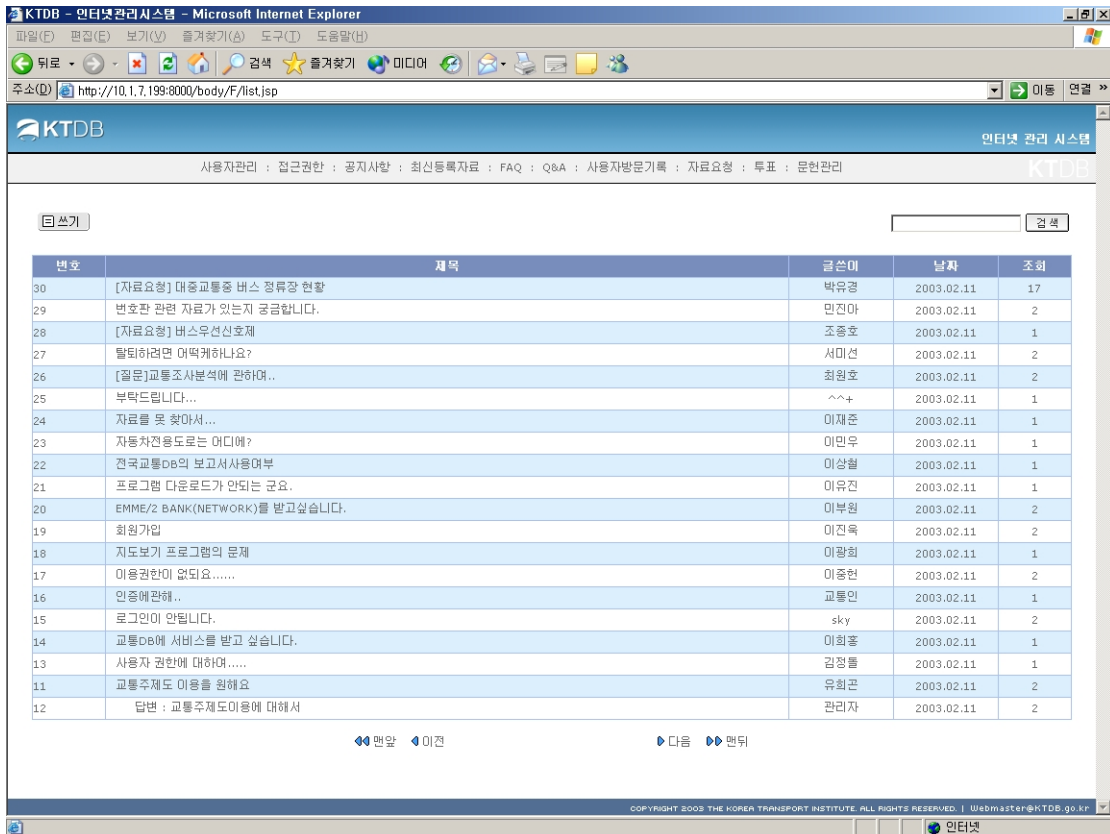 KTDB - 인터넷관리시스템 - Microsoft Internet Explorer
파일(F) 편집(E) 보기(V) 즐겨찾기(A) 도구(T) 도움말(H)
뒤로 검색 즐겨찾기 미디어
주소(D) http://10.1.7.199:8000/body/F/list.jsp 이동 연결 »
KTDB
인터넷 관리 시스템
사용자관리 : 접근권한 : 공지사항 : 최신등록자료 : FAQ : Q&A : 사용자방문기록 : 자료요청 : 투표 : 문헌관리 KTDB
쓰기 검색
번호 제목 글쓴이 날짜 조회
30 [자료요청] 대중교통중 버스 정류장 현황 박유경 2003.02.11 17
29 번호판 관련 자료가 있는지 궁금합니다. 민진아 2003.02.11 2
28 [자료요청] 버스우선신호제 조종호 2003.02.11 1
27 탈퇴하려면 어떡케하나요? 서미선 2003.02.11 2
26 [질문]교통조사분석에 관하여.. 최원호 2003.02.11 2
25 부탁드립니다... ^^+ 2003.02.11 1
24 자료를 못 찾아서... 이재준 2003.02.11 1
23 자동차전용도로는 어디에? 이민우 2003.02.11 1
22 전국교통DB의 보고서사용여부 이상철 2003.02.11 1
21 프로그램 다운로드가 안되는 군요. 이유진 2003.02.11 1
20 EMME/2 BANK(NETWORK)를 받고싶습니다. 이부원 2003.02.11 2
19 회원가입 이진욱 2003.02.11 2
18 지도보기 프로그램의 문제 이광희 2003.02.11 1
17 이용권한이 없되요...... 이중헌 2003.02.11 2
16 인증에관해.. 교통인 2003.02.11 1
15 로그인이 안됩니다. sky 2003.02.11 2
14 교통DB에 서비스를 받고 싶습니다. 이희홍 2003.02.11 1
13 사용자 권한에 대하여..... 김정돌 2003.02.11 1
11 교통주제도 이용을 원해요 유희곤 2003.02.11 2
12 답변 : 교통주제도이용에 대해서 관리자 2003.02.11 2
맨앞 이전 다음 맨뒤
COPYRIGHT 2003 THE KOREA TRANSPORT INSTITUTE. ALL RIGHTS RESERVED. | Webmaster@KTDB.go.kr
인터넷